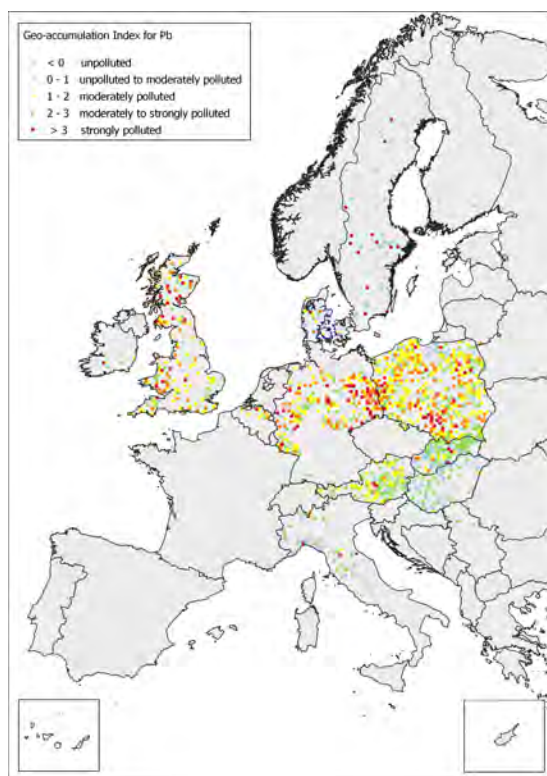 Geo-accumulation Index for Pb
< 0 unpolluted
0 - 1 unpolluted to moderately polluted
1 - 2 moderately polluted
2 - 3 moderately to strongly polluted
> 3 strongly polluted